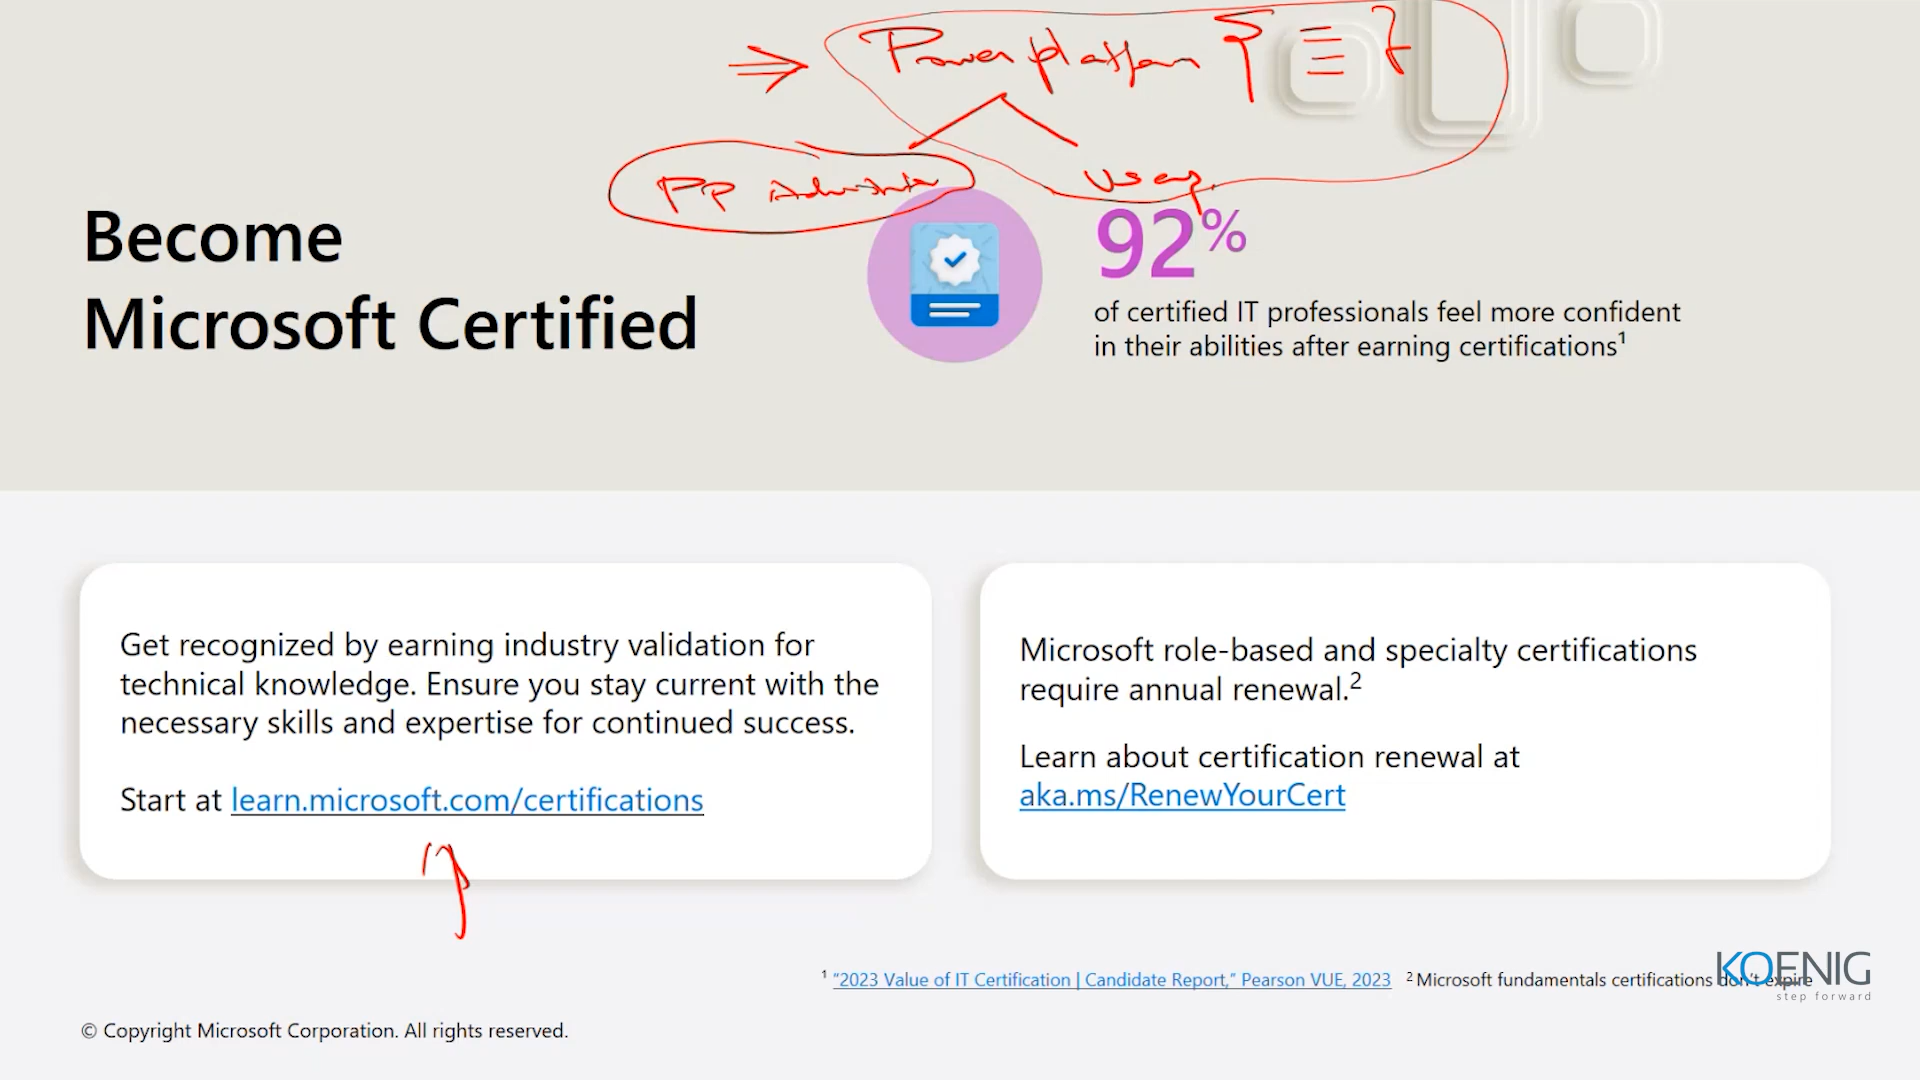 Power platform { ≡ }
PP
Become
Microsoft Certified
92%
of certified IT professionals feel more confident
in their abilities after earning certifications¹
Get recognized by earning industry validation for
technical knowledge. Ensure you stay current with the
necessary skills and expertise for continued success.
Start at learn.microsoft.com/certifications
Microsoft role-based and specialty certifications
require annual renewal.²
Learn about certification renewal at
aka.ms/RenewYourCert
¹ “2023 Value of IT Certification | Candidate Report,” Pearson VUE, 2023 ² Microsoft fundamentals certifications don't expire
KOENIG
step forward
© Copyright Microsoft Corporation. All rights reserved.